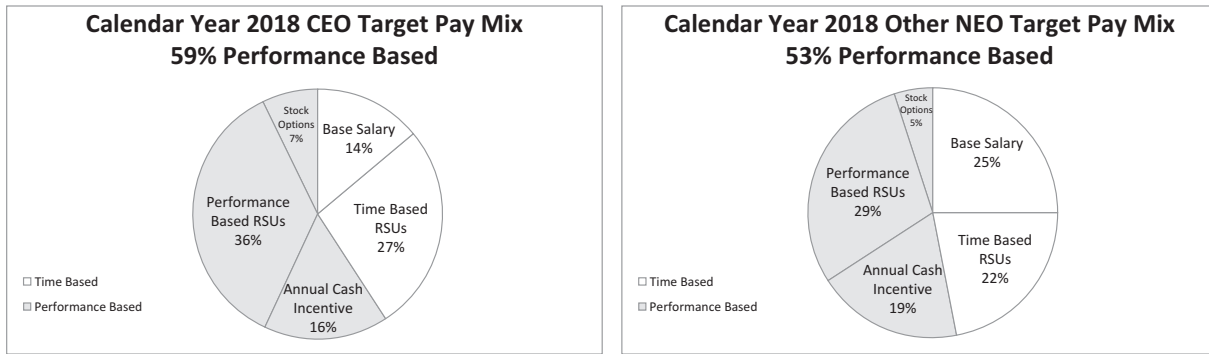 Calendar Year 2018 CEO Target Pay Mix
59% Performance Based
Stock
Options
7%
Base Salary
14%
Performance
Based RSUs
36%
Time Based
RSUs
27%
Annual Cash
Incentive
16%
Time Based
Performance Based
Calendar Year 2018 Other NEO Target Pay Mix
53% Performance Based
Stock
Options
5%
Base Salary
25%
Performance
Based RSUs
29%
Time Based
RSUs
22%
Annual Cash
Incentive
19%
Time Based
Performance Based